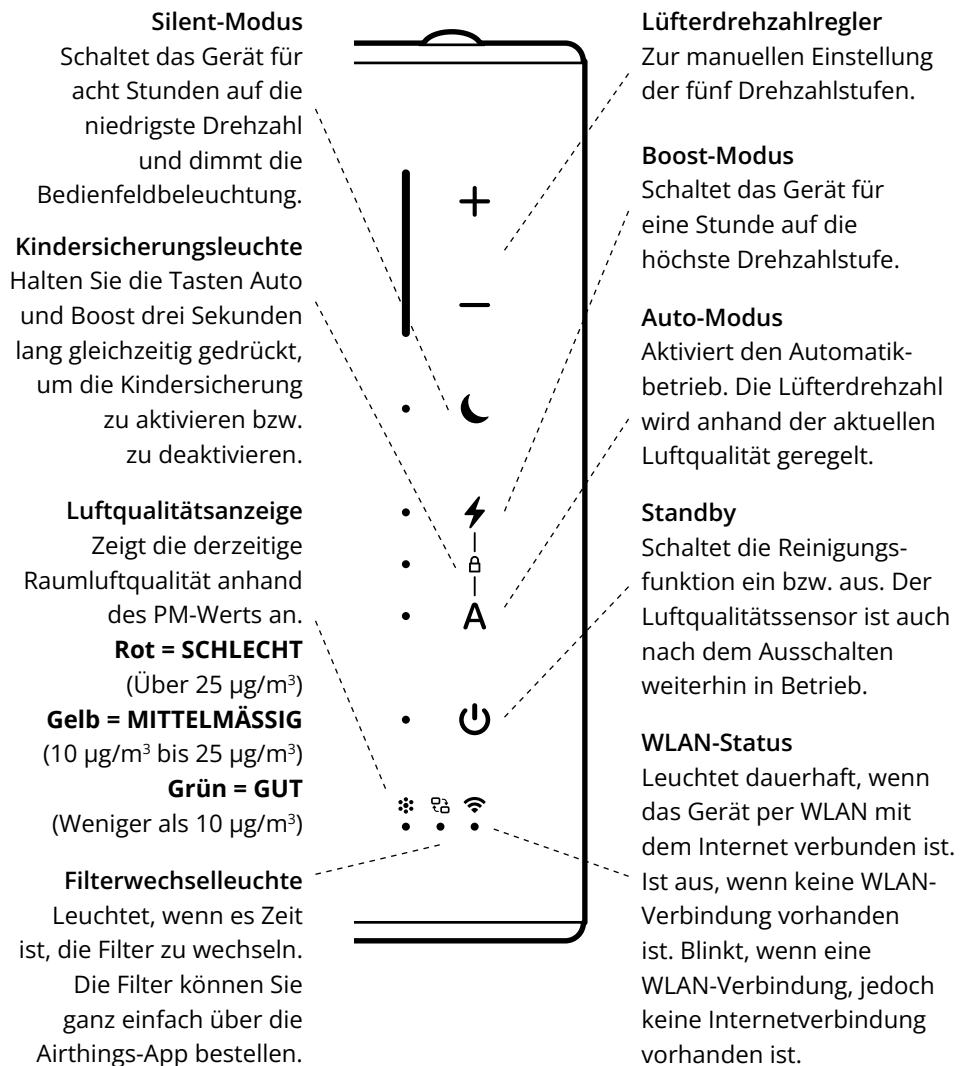 Silent-Modus
Schaltet das Gerät für
acht Stunden auf die
niedrigste Drehzahl
und dimmt die
Bedienfeldbeleuchtung.
Kindersicherungsleuchte
Halten Sie die Tasten Auto
und Boost drei Sekunden
lang gleichzeitig gedrückt,
um die Kindersicherung
zu aktivieren bzw.
zu deaktivieren.
Luftqualitätsanzeige
Zeigt die derzeitige
Raumluftqualität anhand
des PM-Werts an.
Rot = SCHLECHT
(Über 25 µg/m³)
Gelb = MITTELMÄSSIG
(10 µg/m³ bis 25 µg/m³)
Grün = GUT
(Weniger als 10 µg/m³)
Filterwechselleuchte
Leuchtet, wenn es Zeit
ist, die Filter zu wechseln.
Die Filter können Sie
ganz einfach über die
Airthings-App bestellen.
A
Lüfterdrehzahlregler
Zur manuellen Einstellung
der fünf Drehzahlstufen.
Boost-Modus
Schaltet das Gerät für
eine Stunde auf die
höchste Drehzahlstufe.
Auto-Modus
Aktiviert den Automatik-
betrieb. Die Lüfterdrehzahl
wird anhand der aktuellen
Luftqualität geregelt.
Standby
Schaltet die Reinigungs-
funktion ein bzw. aus. Der
Luftqualitätssensor ist auch
nach dem Ausschalten
weiterhin in Betrieb.
WLAN-Status
Leuchtet dauerhaft, wenn
das Gerät per WLAN mit
dem Internet verbunden ist.
Ist aus, wenn keine WLAN-
Verbindung vorhanden
ist. Blinkt, wenn eine
WLAN-Verbindung, jedoch
keine Internetverbindung
vorhanden ist.